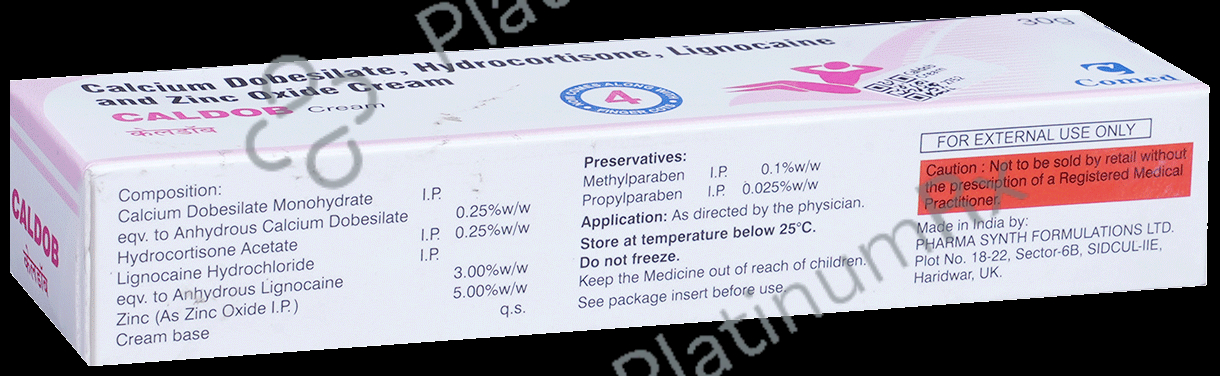 30g
Calcium Dobesilate, Hydrocortisone, Lignocaine
and Zinc Oxide Cream
CALDOB Cream
केलडॉब
4
Comed
CALDOB
केलडॉब
Composition:
Calcium Dobesilate Monohydrate I.P.
eqv. to Anhydrous Calcium Dobesilate 0.25%w/w
Hydrocortisone Acetate I.P. 0.25%w/w
Lignocaine Hydrochloride I.P.
eqv. to Anhydrous Lignocaine 3.00%w/w
Zinc (As Zinc Oxide I.P.) 5.00%w/w
Cream base q.s.
Preservatives:
Methylparaben I.P. 0.1%w/w
Propylparaben I.P. 0.025%w/w
Application: As directed by the physician.
Store at temperature below 25°C.
Do not freeze.
Keep the Medicine out of reach of children.
See package insert before use.
FOR EXTERNAL USE ONLY
Caution : Not to be sold by retail without
the prescription of a Registered Medical
Practitioner.
Made in India by:
PHARMA SYNTH FORMULATIONS LTD.
Plot No. 18-22, Sector-6B, SIDCUL-IIE,
Haridwar, UK.
PlatinumRx